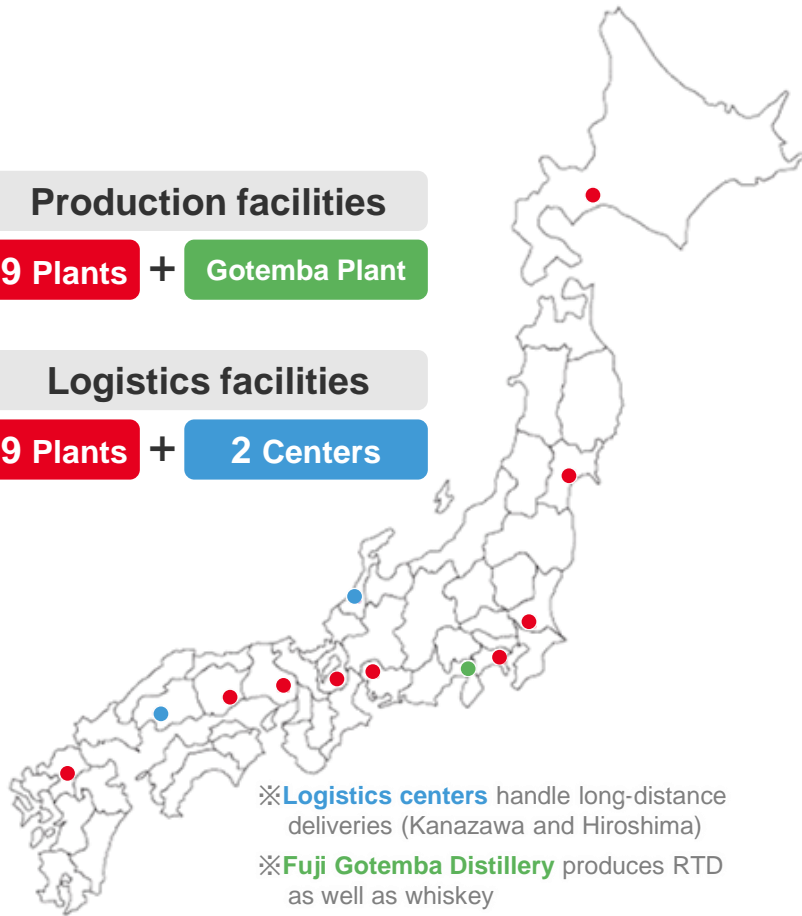 Production facilities
9 Plants + Gotemba Plant
Logistics facilities
9 Plants + 2 Centers
※Logistics centers handle long-distance
deliveries (Kanazawa and Hiroshima)
※Fuji Gotemba Distillery produces RTD
as well as whiskey